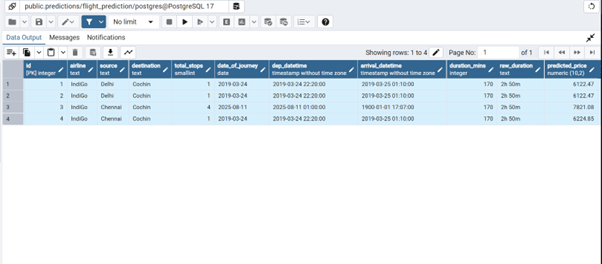 public.predictions/flight_prediction/postgres@PostgreSQL 17
No limit
Data Output Messages Notifications
Showing rows: 1 to 4 Page No: 1 of 1
id [PK] integer airline text source text destination text total_stops smallint date_of_journey date dep_datetime timestamp without time zone arrival_datetime timestamp without time zone duration_mins integer raw_duration text predicted_price numeric (10,2)
1 1 IndiGo Delhi Cochin 1 2019-03-24 2019-03-24 22:20:00 2019-03-25 01:10:00 170 2h 50m 6122.47
2 2 IndiGo Delhi Cochin 1 2019-03-24 2019-03-24 22:20:00 2019-03-25 01:10:00 170 2h 50m 6122.47
3 3 IndiGo Chennai Cochin 4 2025-08-11 2025-08-11 01:00:00 1900-01-01 17:07:00 170 2h 50m 7821.08
4 4 IndiGo Chennai Cochin 1 2019-03-24 2019-03-24 22:20:00 2019-03-25 01:10:00 170 2h 50m 6224.85